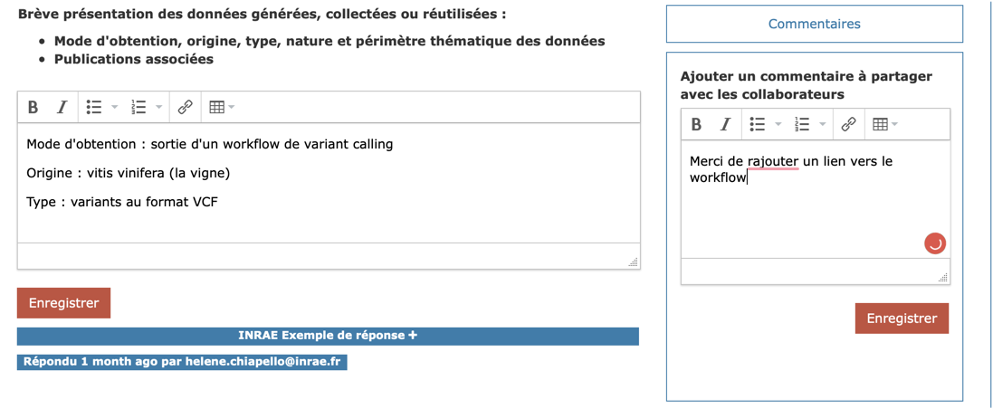 Brève présentation des données générées, collectées ou réutilisées :
• Mode d'obtention, origine, type, nature et périmètre thématique des données
• Publications associées
B I
Mode d'obtention : sortie d'un workflow de variant calling
Origine : vitis vinifera (la vigne)
Type : variants au format VCF
Enregistrer
INRAE Exemple de réponse +
Répondu 1 month ago par helene.chiapello@inrae.fr
Commentaires
Ajouter un commentaire à partager
avec les collaborateurs
B I
Merci de rajouter un lien vers le
workflow
Enregistrer